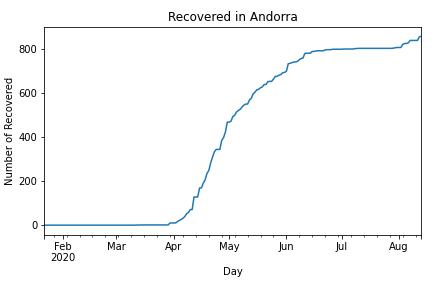 Recovered in Andorra
Number of Recovered
800
600
400
200
0
Feb
2020
Mar
Apr
May
Jun
Jul
Aug
Day